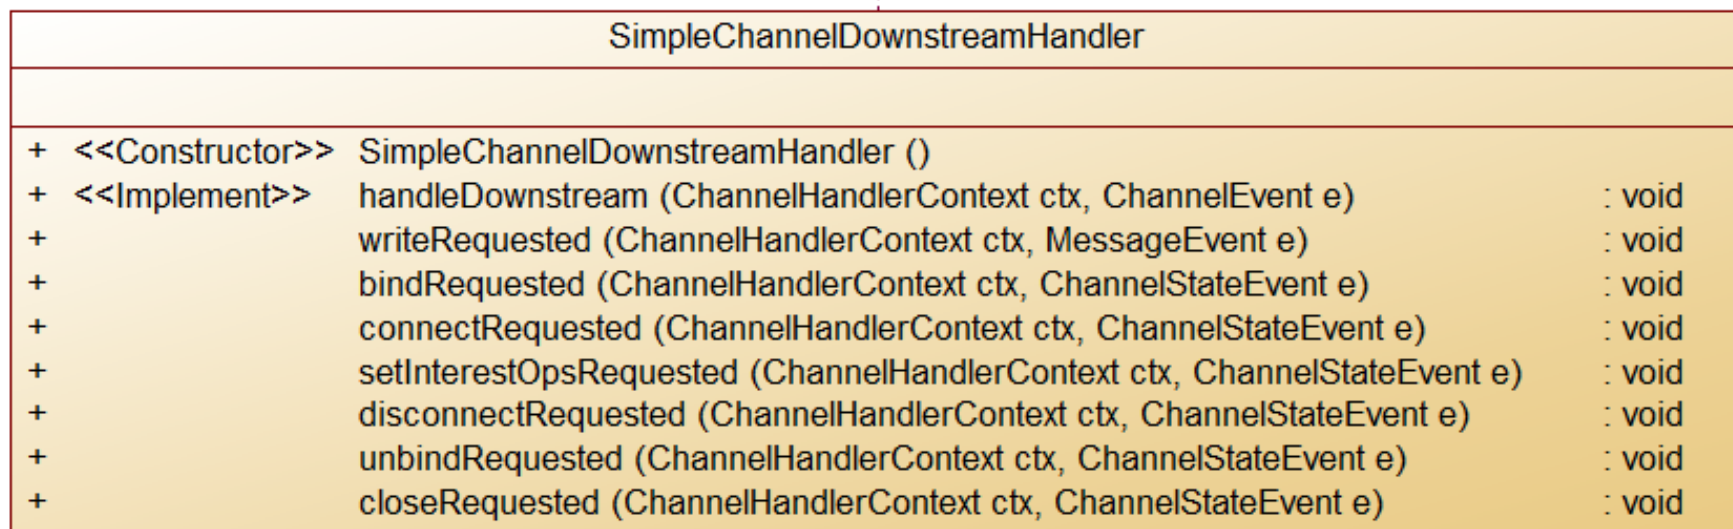 SimpleChannelDownstreamHandler
+ <<Constructor>> SimpleChannelDownstreamHandler ()
+ <<Implement>> handleDownstream (ChannelHandlerContext ctx, ChannelEvent e) : void
+ writeRequested (ChannelHandlerContext ctx, MessageEvent e) : void
+ bindRequested (ChannelHandlerContext ctx, ChannelStateEvent e) : void
+ connectRequested (ChannelHandlerContext ctx, ChannelStateEvent e) : void
+ setInterestOpsRequested (ChannelHandlerContext ctx, ChannelStateEvent e) : void
+ disconnectRequested (ChannelHandlerContext ctx, ChannelStateEvent e) : void
+ unbindRequested (ChannelHandlerContext ctx, ChannelStateEvent e) : void
+ closeRequested (ChannelHandlerContext ctx, ChannelStateEvent e) : void